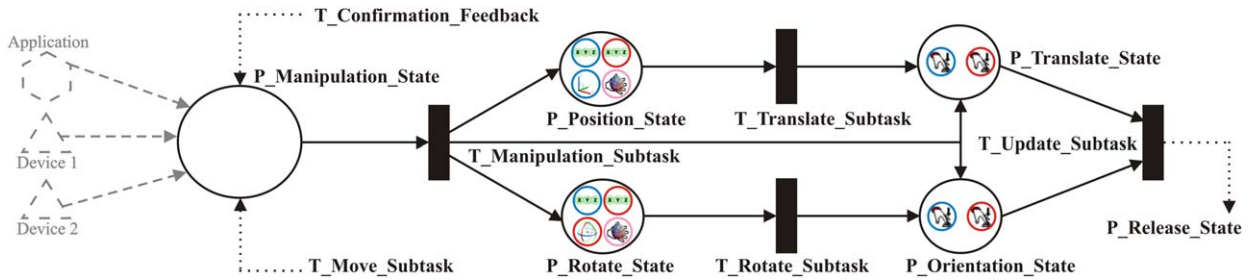 T_Confirmation_Feedback
Application
P_Manipulation_State
P_Translate_State
X Y Z
X Y Z
P_Position_State
T_Translate_Subtask
Device 1
T_Manipulation_Subtask
T_Update_Subtask
X Y Z
X Y Z
Device 2
P_Release_State
T_Move_Subtask
P_Rotate_State
T_Rotate_Subtask
P_Orientation_State